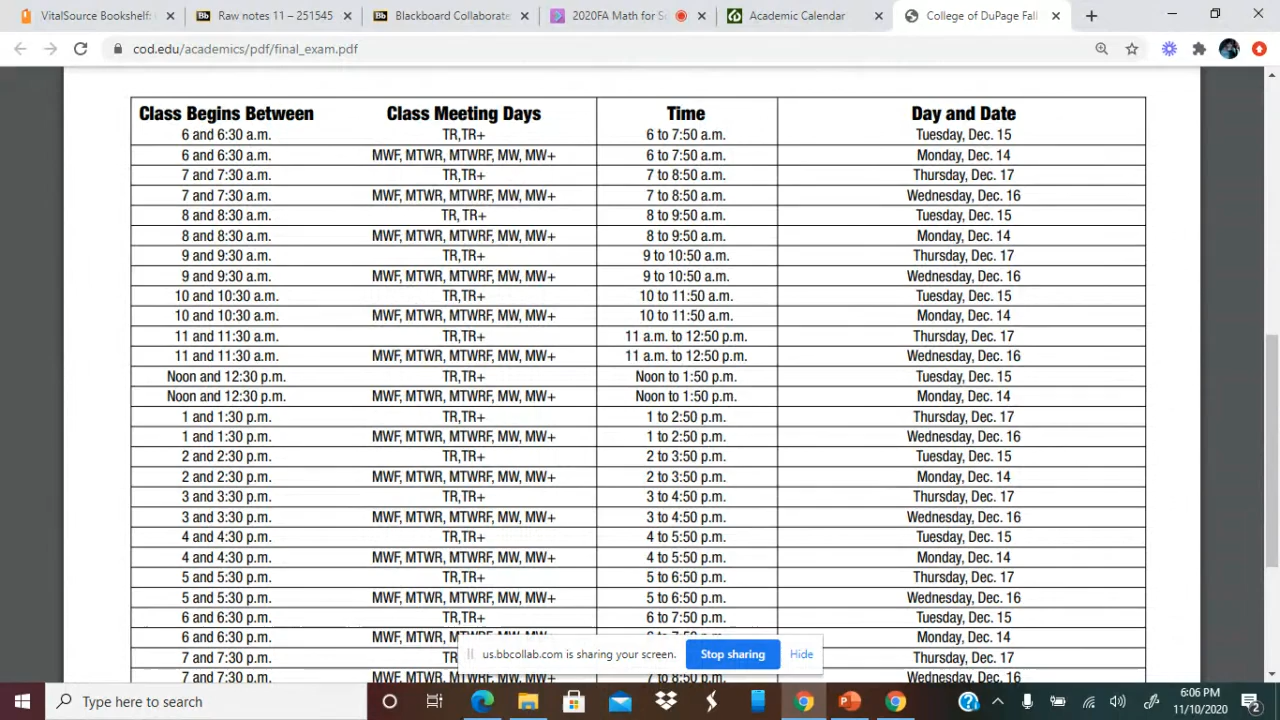 VitalSource Bookshelf:
Raw notes 11 – 251545
Blackboard Collaborate
2020FA Math for S
Academic Calendar
College of DuPage Fall
cod.edu/academics/pdf/final_exam.pdf
Class Begins Between Class Meeting Days Time Day and Date
6 and 6:30 a.m. TR,TR+ 6 to 7:50 a.m. Tuesday, Dec. 15
6 and 6:30 a.m. MWF, MTWR, MTWRF, MW, MW+ 6 to 7:50 a.m. Monday, Dec. 14
7 and 7:30 a.m. TR,TR+ 7 to 8:50 a.m. Thursday, Dec. 17
7 and 7:30 a.m. MWF, MTWR, MTWRF, MW, MW+ 7 to 8:50 a.m. Wednesday, Dec. 16
8 and 8:30 a.m. TR, TR+ 8 to 9:50 a.m. Tuesday, Dec. 15
8 and 8:30 a.m. MWF, MTWR, MTWRF, MW, MW+ 8 to 9:50 a.m. Monday, Dec. 14
9 and 9:30 a.m. TR,TR+ 9 to 10:50 a.m. Thursday, Dec. 17
9 and 9:30 a.m. MWF, MTWR, MTWRF, MW, MW+ 9 to 10:50 a.m. Wednesday, Dec. 16
10 and 10:30 a.m. TR,TR+ 10 to 11:50 a.m. Tuesday, Dec. 15
10 and 10:30 a.m. MWF, MTWR, MTWRF, MW, MW+ 10 to 11:50 a.m. Monday, Dec. 14
11 and 11:30 a.m. TR,TR+ 11 a.m. to 12:50 p.m. Thursday, Dec. 17
11 and 11:30 a.m. MWF, MTWR, MTWRF, MW, MW+ 11 a.m. to 12:50 p.m. Wednesday, Dec. 16
Noon and 12:30 p.m. TR,TR+ Noon to 1:50 p.m. Tuesday, Dec. 15
Noon and 12:30 p.m. MWF, MTWR, MTWRF, MW, MW+ Noon to 1:50 p.m. Monday, Dec. 14
1 and 1:30 p.m. TR,TR+ 1 to 2:50 p.m. Thursday, Dec. 17
1 and 1:30 p.m. MWF, MTWR, MTWRF, MW, MW+ 1 to 2:50 p.m. Wednesday, Dec. 16
2 and 2:30 p.m. TR,TR+ 2 to 3:50 p.m. Tuesday, Dec. 15
2 and 2:30 p.m. MWF, MTWR, MTWRF, MW, MW+ 2 to 3:50 p.m. Monday, Dec. 14
3 and 3:30 p.m. TR,TR+ 3 to 4:50 p.m. Thursday, Dec. 17
3 and 3:30 p.m. MWF, MTWR, MTWRF, MW, MW+ 3 to 4:50 p.m. Wednesday, Dec. 16
4 and 4:30 p.m. TR,TR+ 4 to 5:50 p.m. Tuesday, Dec. 15
4 and 4:30 p.m. MWF, MTWR, MTWRF, MW, MW+ 4 to 5:50 p.m. Monday, Dec. 14
5 and 5:30 p.m. TR,TR+ 5 to 6:50 p.m. Thursday, Dec. 17
5 and 5:30 p.m. MWF, MTWR, MTWRF, MW, MW+ 5 to 6:50 p.m. Wednesday, Dec. 16
6 and 6:30 p.m. TR,TR+ 6 to 7:50 p.m. Tuesday, Dec. 15
6 and 6:30 p.m. MWF, MTWR, MTWRF, MW, MW+ 6 to 7:50 p.m. Monday, Dec. 14
7 and 7:30 p.m. TR Thursday, Dec. 17
7 and 7:30 p.m. MWF, MTWR, MTWRF, MW, MW+ 7 to 8:50 p.m. Wednesday, Dec. 16
us.bbcollab.com is sharing your screen. Stop sharing Hide
Type here to search
6:06 PM
11/10/2020
2